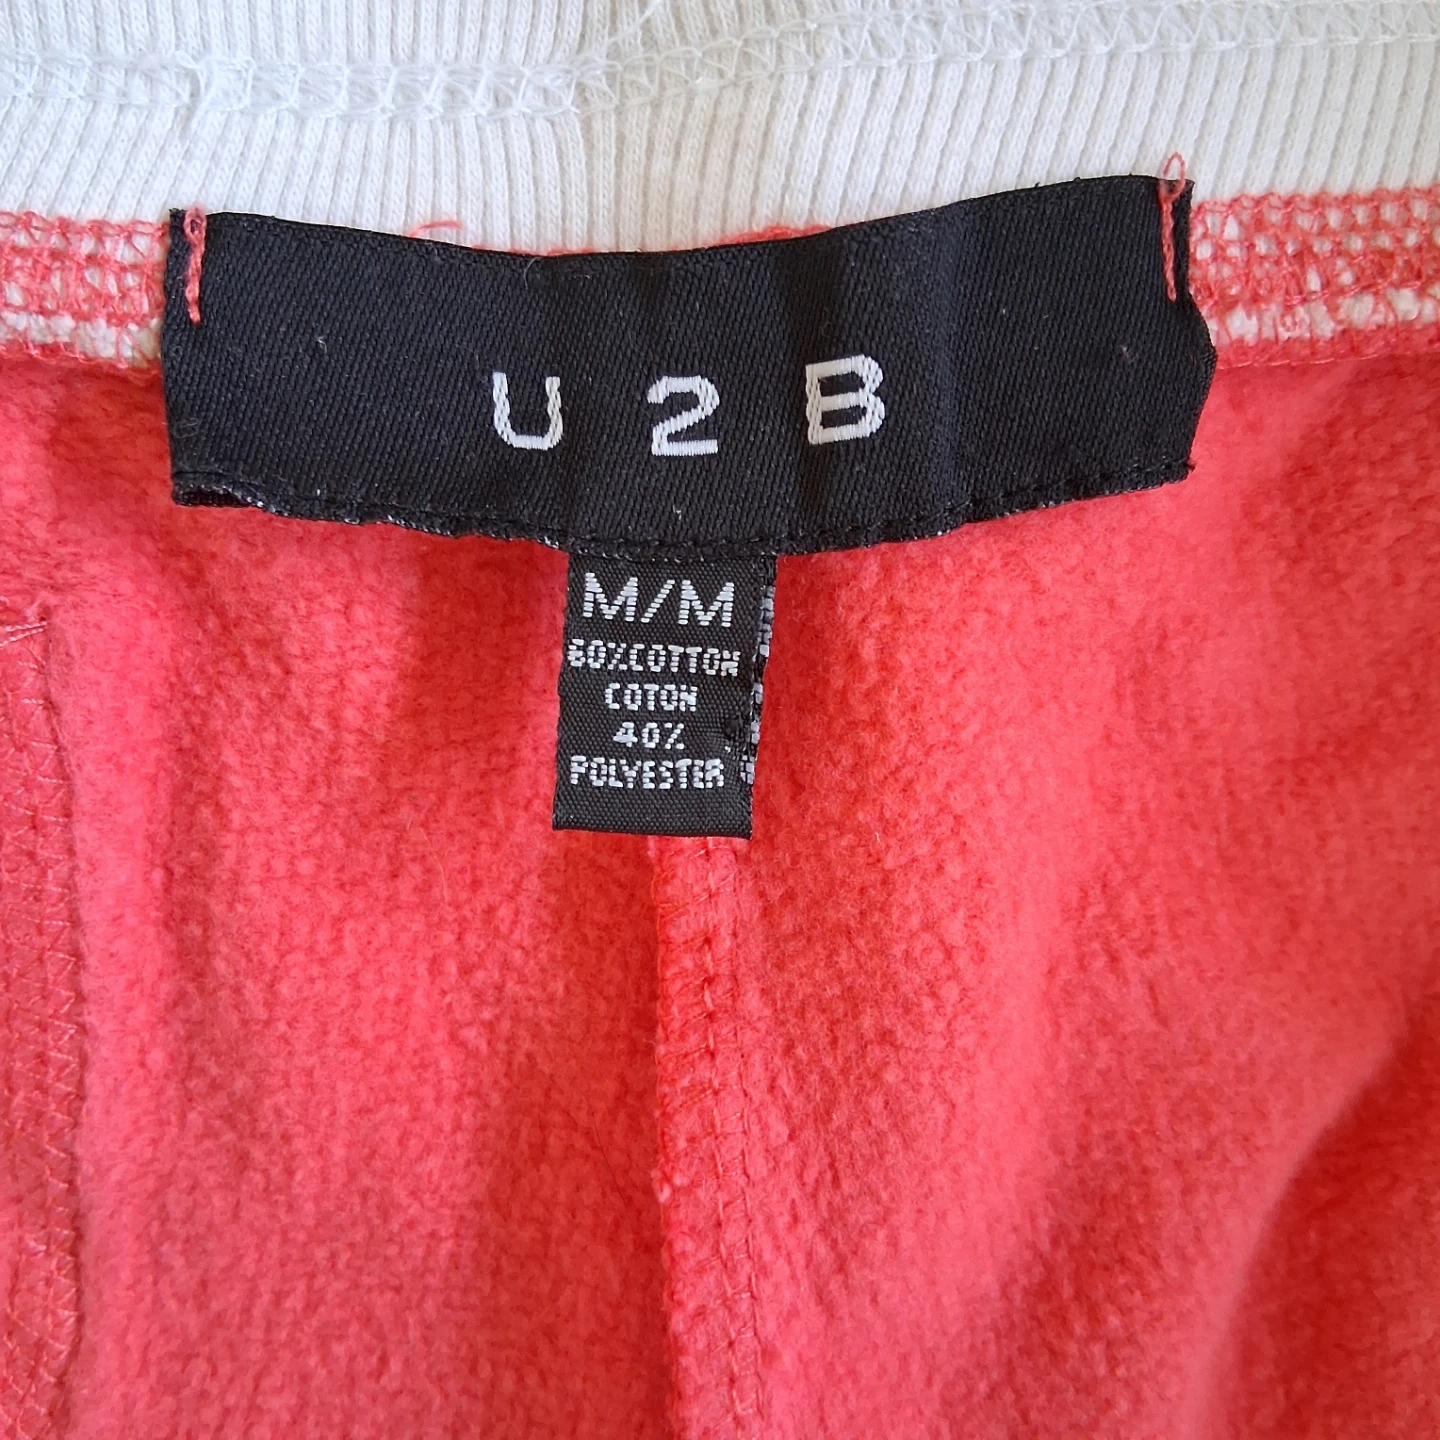 U 2 B
M/M
60%COTTON
COTON
40%
POLYESTER